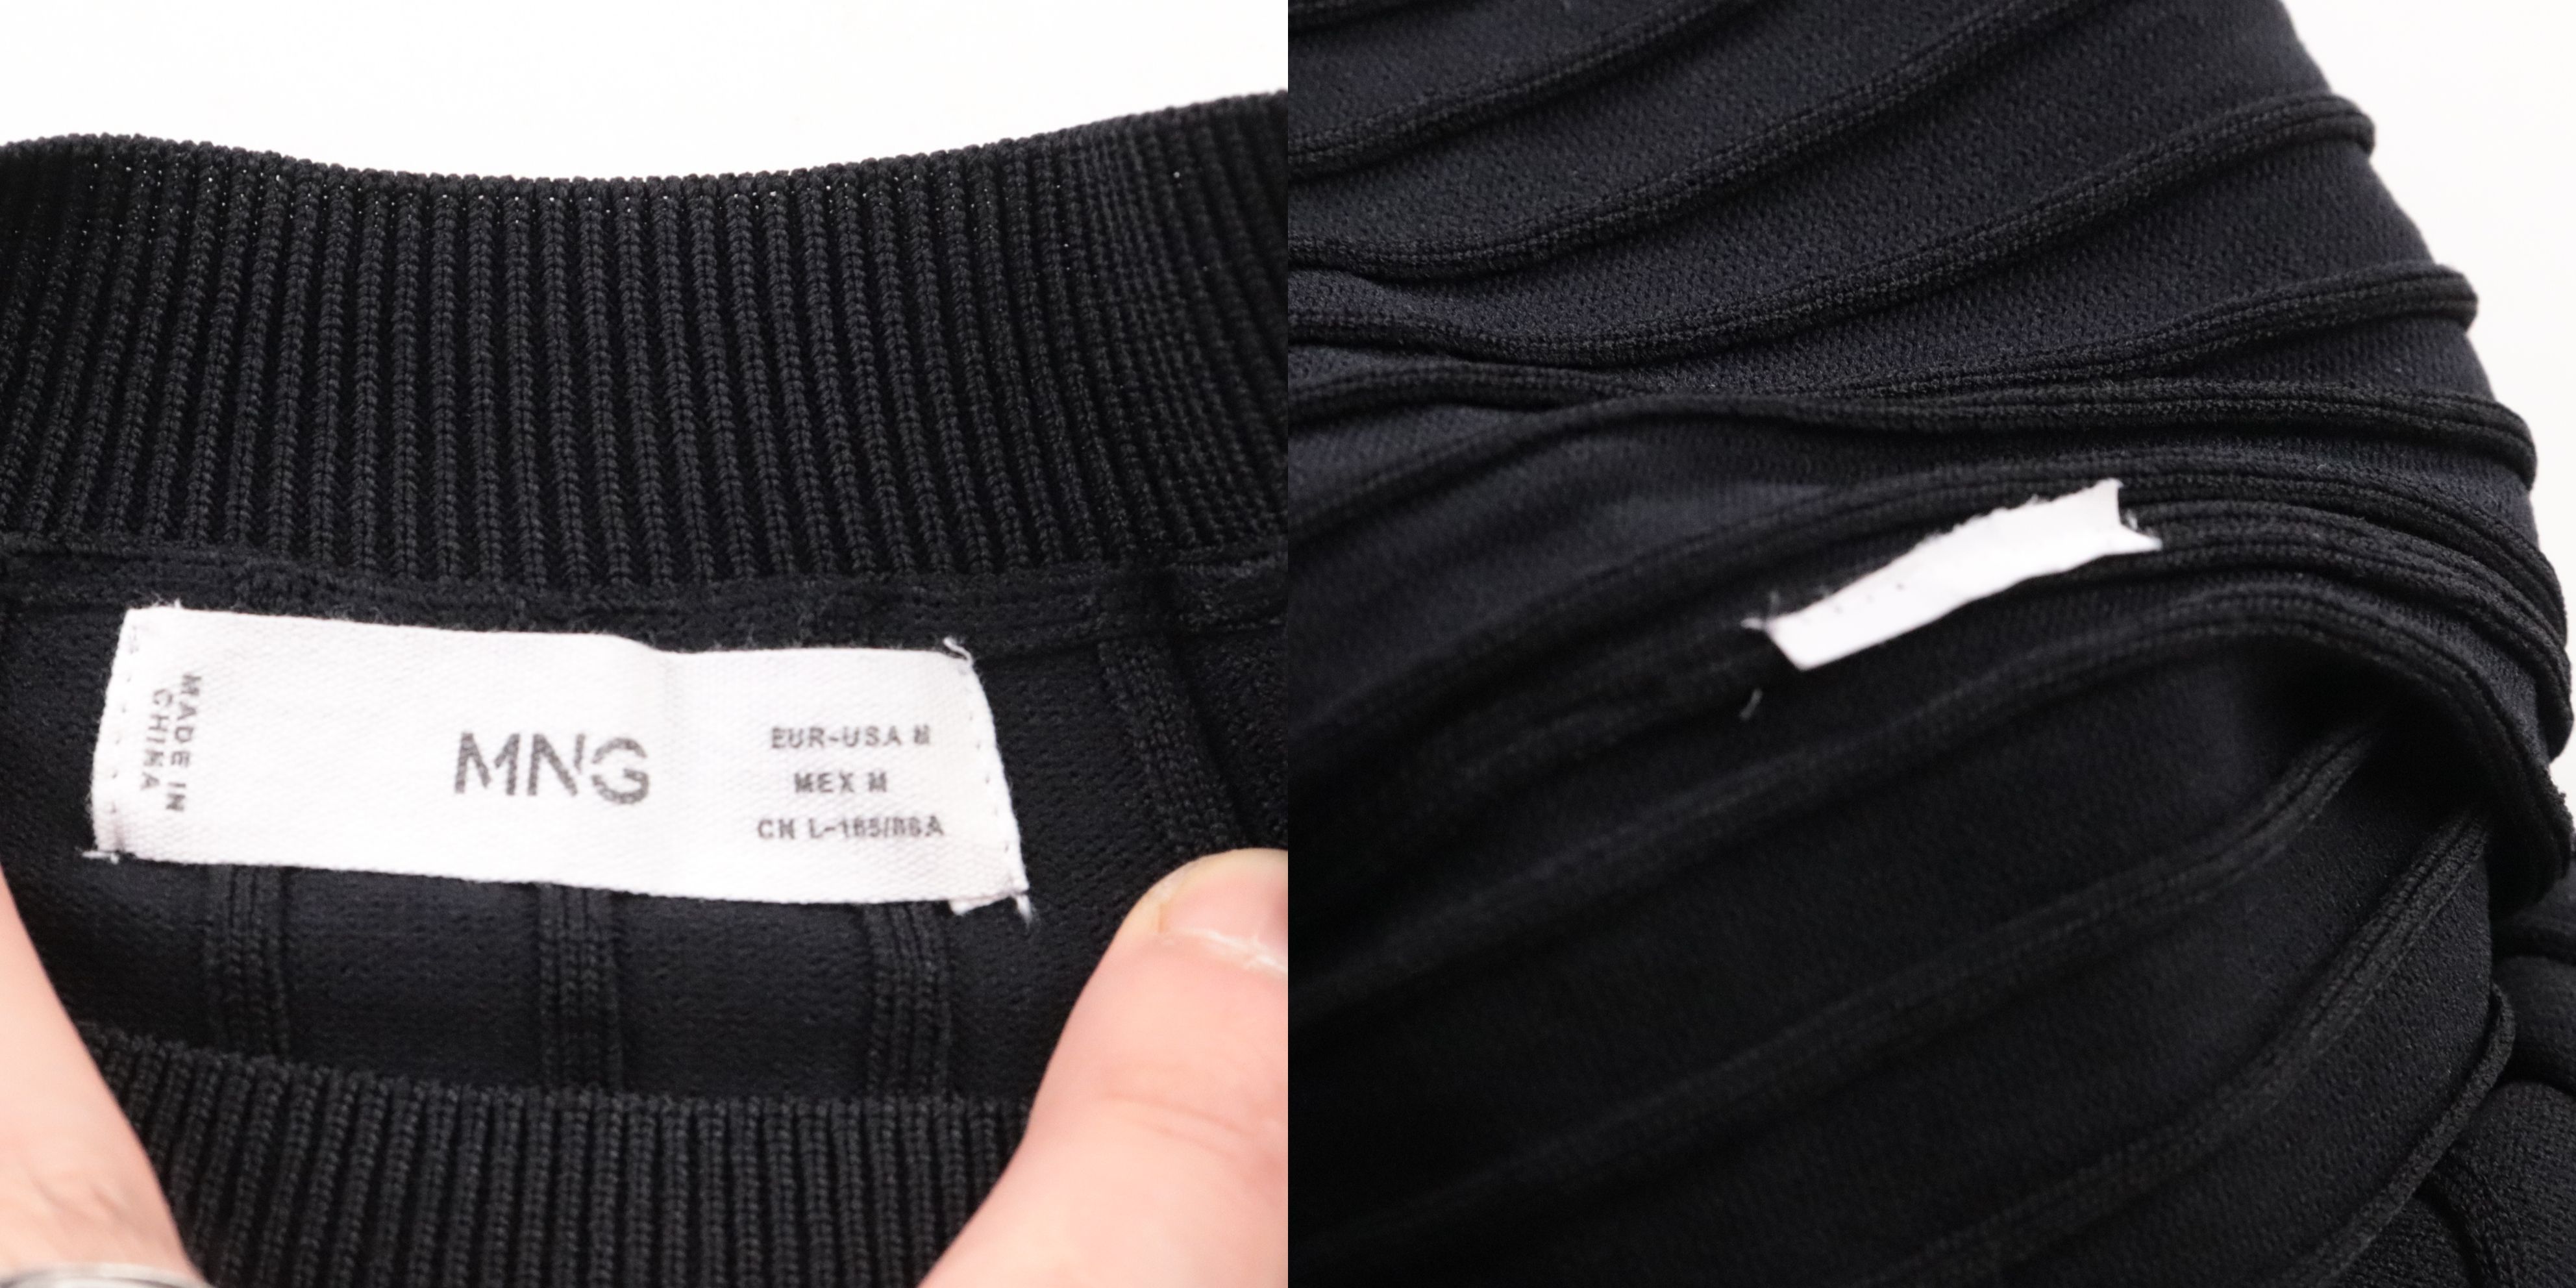 MADE IN
CHINA
MNG
EUR-USA M
MEX M
CN L-165/88A